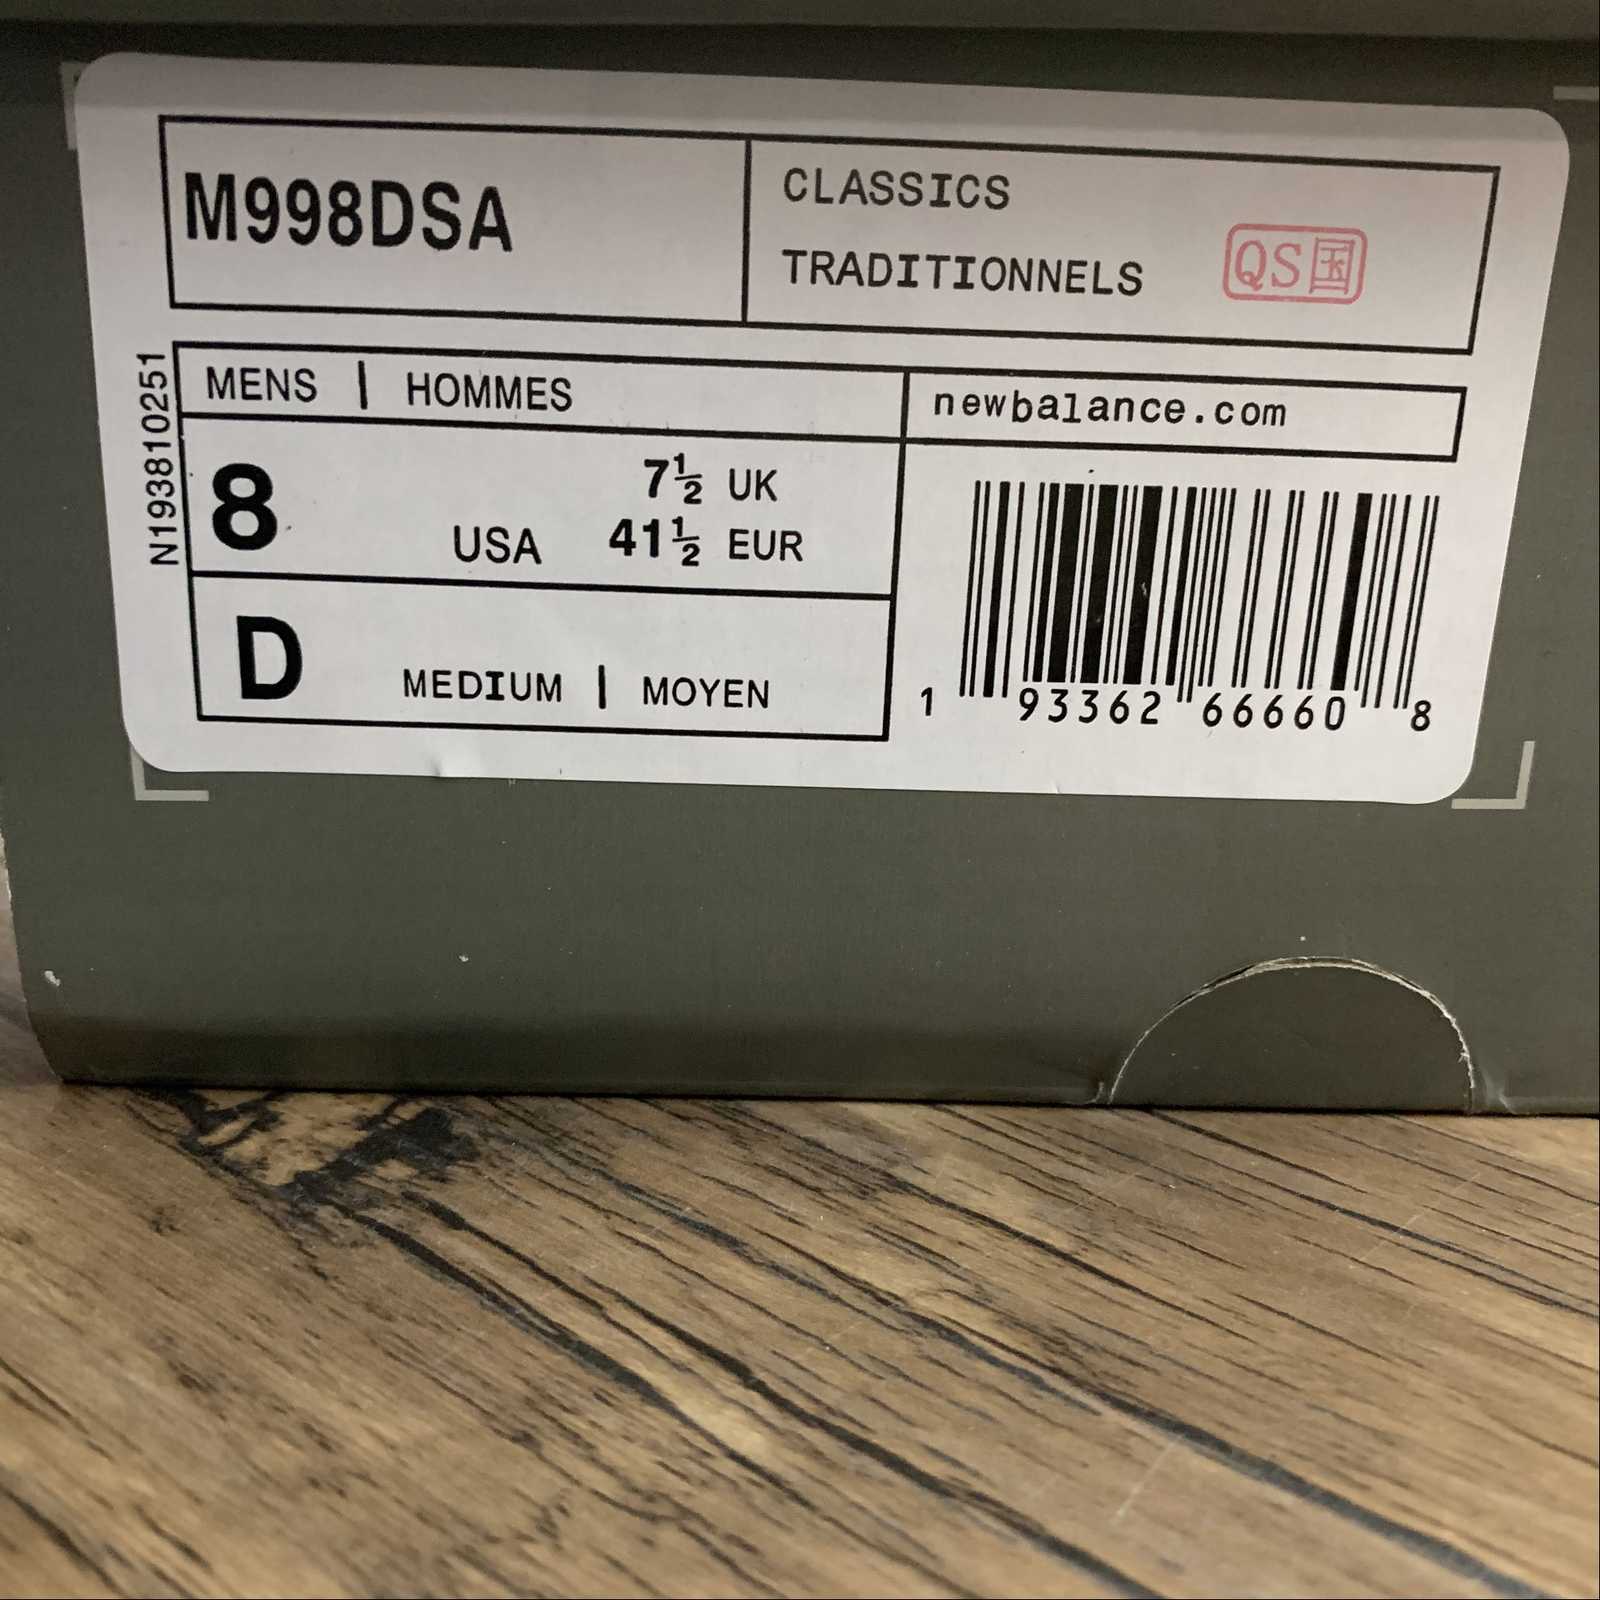 M998DSA
CLASSICS
TRADITIONNELS
QS国
N193810251
MENS | HOMMES
newbalance.com
8 USA 7½ UK
41½ EUR
D MEDIUM | MOYEN
1 93362 66660 8